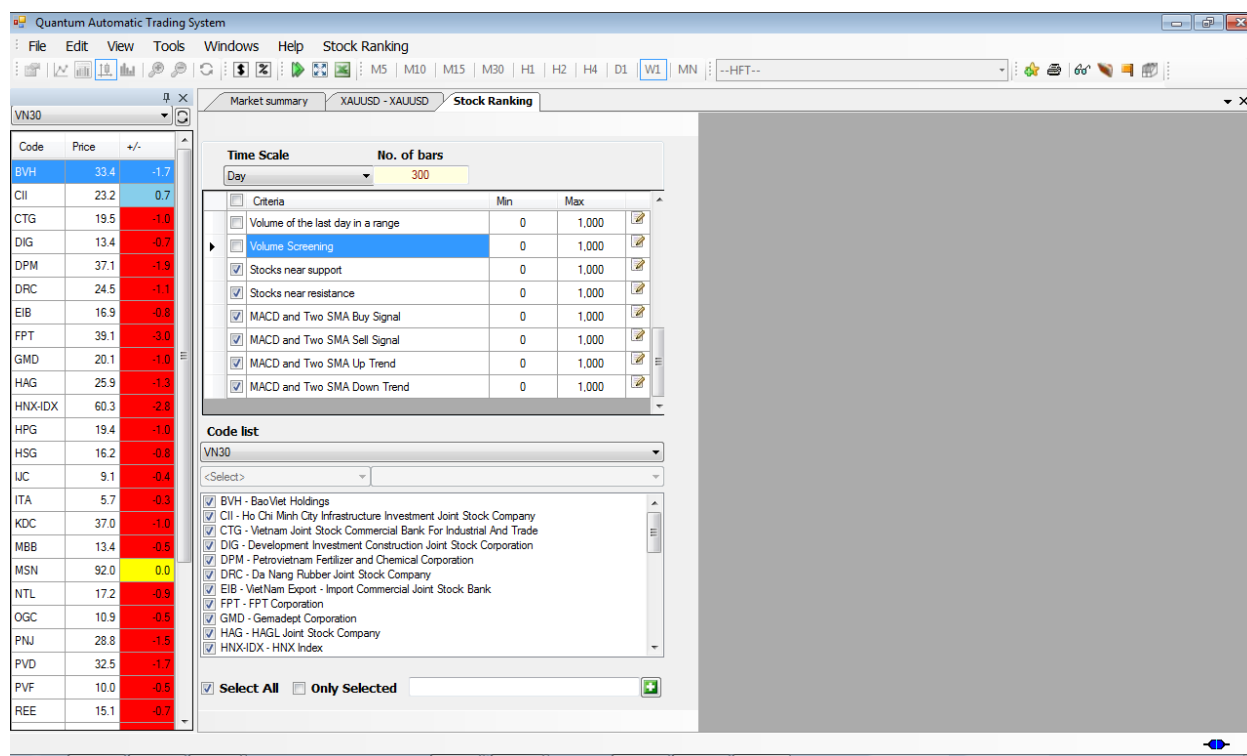 Quantum Automatic Trading System
File Edit View Tools Windows Help Stock Ranking
M5 M10 M15 M30 H1 H2 H4 D1 W1 MN --HFT--
Market summary XAUUSD - XAUUSD Stock Ranking
VN30
Code Price +/-
BVH 33.4 -1.7
CII 23.2 0.7
CTG 19.5 -1.0
DIG 13.4 -0.7
DPM 37.1 -1.9
DRC 24.5 -1.1
EIB 16.9 -0.8
FPT 39.1 -3.0
GMD 20.1 -1.0
HAG 25.9 -1.3
HNX-IDX 60.3 -2.8
HPG 19.4 -1.0
HSG 16.2 -0.8
IJC 9.1 -0.4
ITA 5.7 -0.3
KDC 37.0 -1.0
MBB 13.4 -0.5
MSN 92.0 0.0
NTL 17.2 -0.9
OGC 10.9 -0.5
PNJ 28.8 -1.5
PVD 32.5 -1.7
PVF 10.0 -0.5
REE 15.1 -0.7
Time Scale No. of bars
Day 300
Criteria Min Max
Volume of the last day in a range 0 1,000
Volume Screening 0 1,000
Stocks near support 0 1,000
Stocks near resistance 0 1,000
MACD and Two SMA Buy Signal 0 1,000
MACD and Two SMA Sell Signal 0 1,000
MACD and Two SMA Up Trend 0 1,000
MACD and Two SMA Down Trend 0 1,000
Code list
VN30
<Select>
BVH - BaoViet Holdings
CII - Ho Chi Minh City Infrastructure Investment Joint Stock Company
CTG - Vietnam Joint Stock Commercial Bank For Industrial And Trade
DIG - Development Investment Construction Joint Stock Corporation
DPM - Petrovietnam Fertilizer and Chemical Corporation
DRC - Da Nang Rubber Joint Stock Company
EIB - VietNam Export - Import Commercial Joint Stock Bank
FPT - FPT Corporation
GMD - Gemadept Corporation
HAG - HAGL Joint Stock Company
HNX-IDX - HNX Index
Select All Only Selected